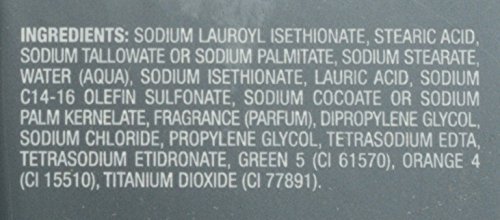 INGREDIENTS: SODIUM LAUROYL ISETHIONATE, STEARIC ACID,
SODIUM TALLOWATE OR SODIUM PALMITATE, SODIUM STEARATE,
WATER (AQUA), SODIUM ISETHIONATE, LAURIC ACID, SODIUM
C14-16 OLEFIN SULFONATE, SODIUM COCOATE OR SODIUM
PALM KERNELATE, FRAGRANCE (PARFUM), DIPROPYLENE GLYCOL,
SODIUM CHLORIDE, PROPYLENE GLYCOL, TETRASODIUM EDTA,
TETRASODIUM ETIDRONATE, GREEN 5 (CI 61570), ORANGE 4
(CI 15510), TITANIUM DIOXIDE (CI 77891).